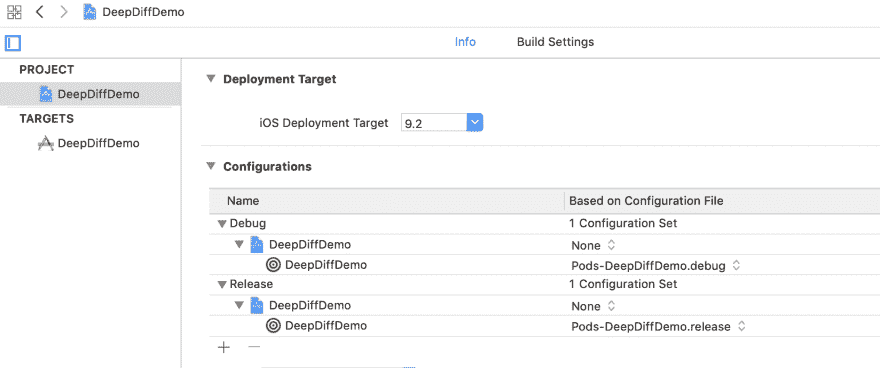 DeepDiffDemo
Info Build Settings
PROJECT
DeepDiffDemo
TARGETS
DeepDiffDemo
Deployment Target
iOS Deployment Target 9.2
Configurations
Name Based on Configuration File
Debug 1 Configuration Set
DeepDiffDemo None
DeepDiffDemo Pods-DeepDiffDemo.debug
Release 1 Configuration Set
DeepDiffDemo None
DeepDiffDemo Pods-DeepDiffDemo.release